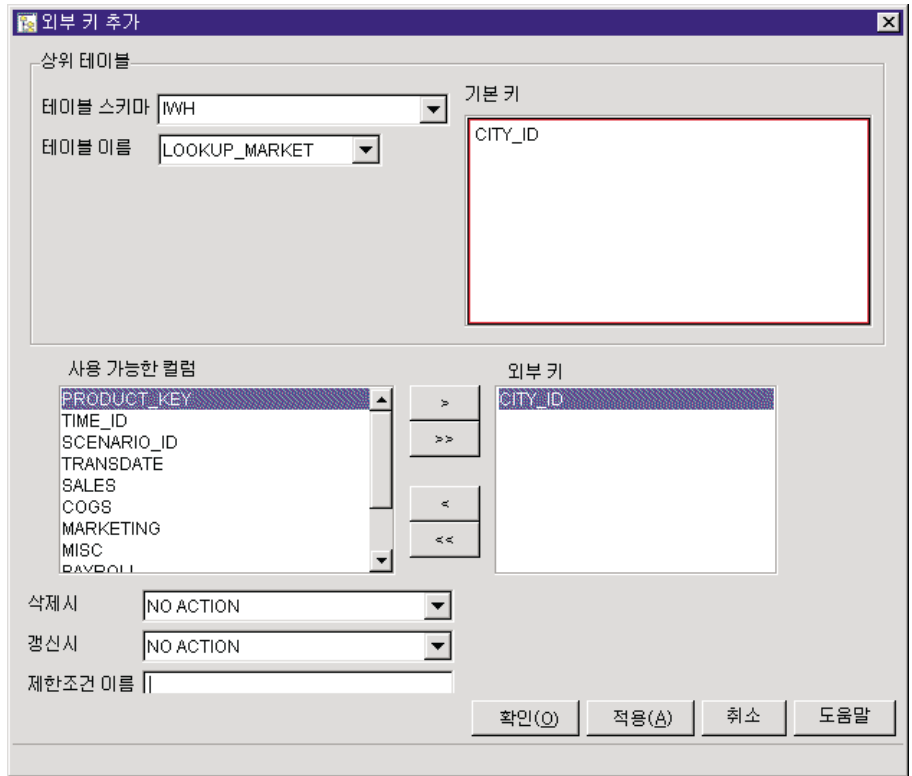 외부 키 추가
상위 테이블
테이블 스키마 IWH
테이블 이름 LOOKUP_MARKET
기본 키
CITY_ID
사용 가능한 컬럼
PRODUCT_KEY
TIME_ID
SCENARIO_ID
TRANSDATE
SALES
COGS
MARKETING
MISC
PAYROLL
>
>>
<
<<
외부 키
CITY_ID
삭제시 NO ACTION
갱신시 NO ACTION
제한조건 이름
확인(O) 적용(A) 취소 도움말